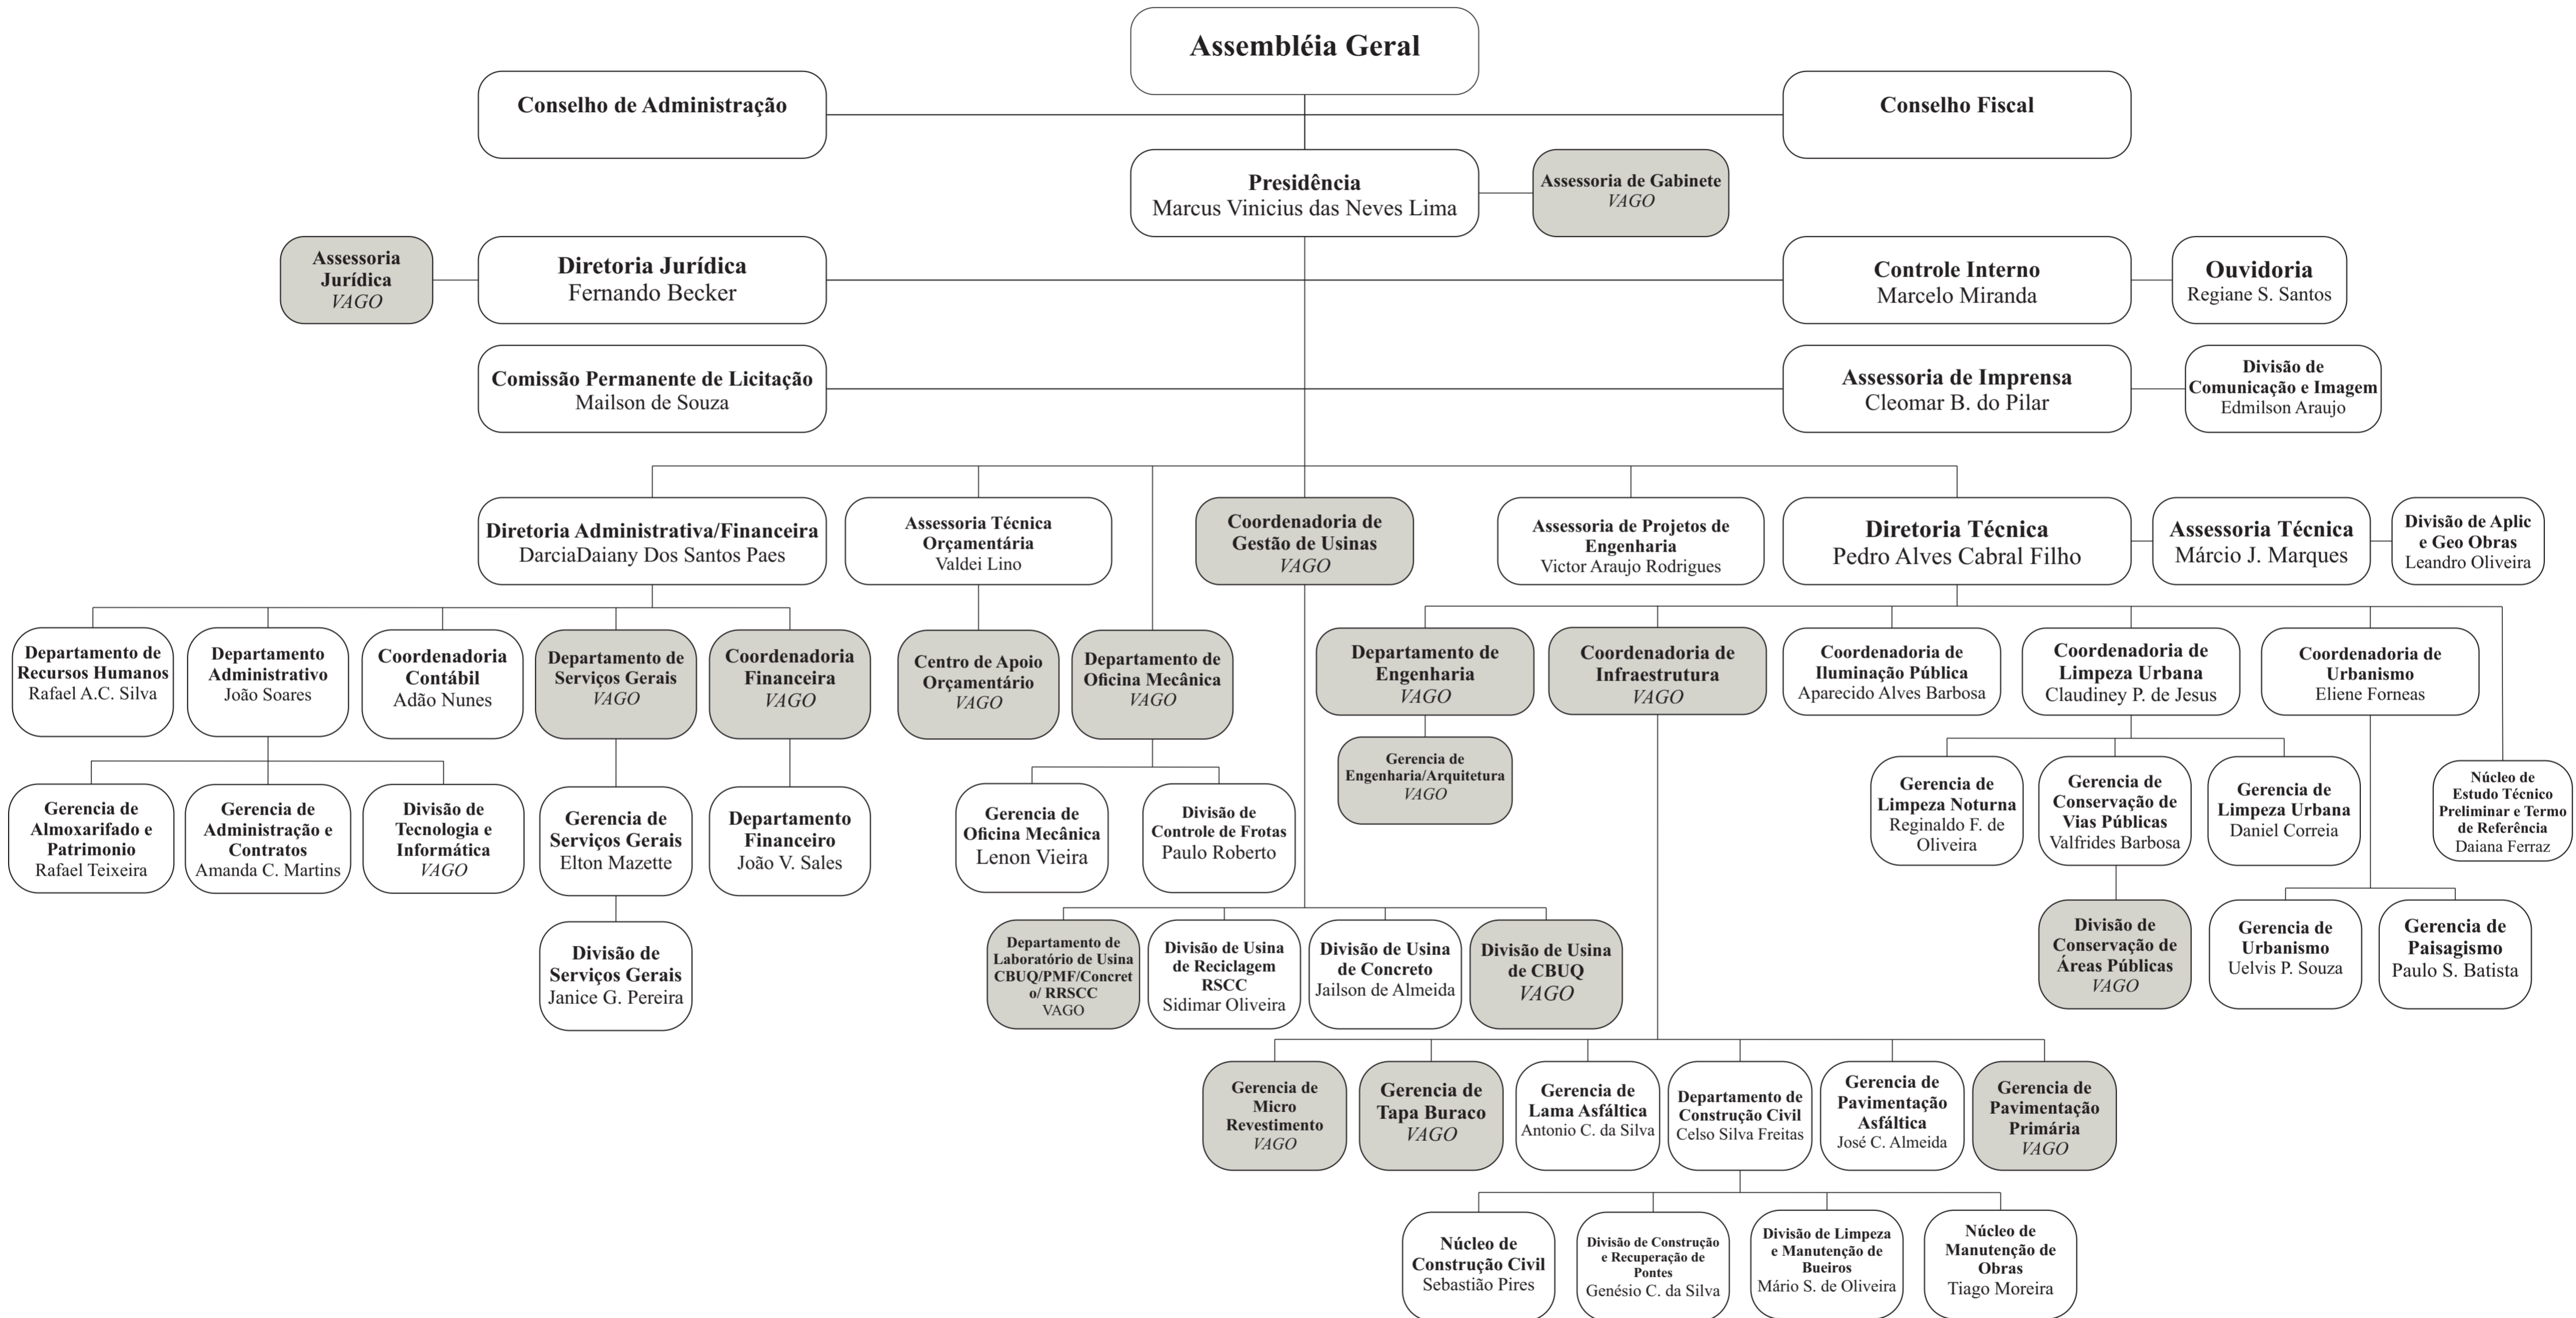 Assembléia Geral
Conselho de Administração
Conselho Fiscal
Presidência
Marcus Vinicius das Neves Lima
Assessoria de Gabinete
VAGO
Assessoria
Jurídica
VAGO
Diretoria Jurídica
Fernando Becker
Controle Interno
Marcelo Miranda
Ouvidoria
Regiane S. Santos
Comissão Permanente de Licitação
Mailson de Souza
Assessoria de Imprensa
Cleomar B. do Pilar
Divisão de
Comunicação e Imagem
Edmilson Araujo
Diretoria Administrativa/Financeira
DarciaDaiany Dos Santos Paes
Assessoria Técnica
Orçamentária
Valdei Lino
Coordenadoria de
Gestão de Usinas
VAGO
Assessoria de Projetos de
Engenharia
Victor Araujo Rodrigues
Diretoria Técnica
Pedro Alves Cabral Filho
Assessoria Técnica
Márcio J. Marques
Divisão de Aplic
e Geo Obras
Leandro Oliveira
Departamento de
Recursos Humanos
Rafael A.C. Silva
Departamento
Administrativo
João Soares
Coordenadoria
Contábil
Adão Nunes
Departamento de
Serviços Gerais
VAGO
Coordenadoria
Financeira
VAGO
Centro de Apoio
Orçamentário
VAGO
Departamento de
Oficina Mecânica
VAGO
Departamento de
Engenharia
VAGO
Coordenadoria de
Infraestrutura
VAGO
Coordenadoria de
Iluminação Pública
Aparecido Alves Barbosa
Coordenadoria de
Limpeza Urbana
Claudiney P. de Jesus
Coordenadoria de
Urbanismo
Eliene Forneas
Gerencia de
Engenharia/Arquitetura
VAGO
Gerencia de
Almoxarifado e
Patrimonio
Rafael Teixeira
Gerencia de
Administração e
Contratos
Amanda C. Martins
Divisão de
Tecnologia e
Informática
VAGO
Gerencia de
Serviços Gerais
Elton Mazette
Departamento
Financeiro
João V. Sales
Gerencia de
Oficina Mecânica
Lenon Vieira
Divisão de
Controle de Frotas
Paulo Roberto
Gerencia de
Limpeza Noturna
Reginaldo F. de
Oliveira
Gerencia de
Conservação de
Vias Públicas
Valfrides Barbosa
Gerencia de
Limpeza Urbana
Daniel Correia
Núcleo de
Estudo Técnico
Preliminar e Termo
de Referência
Daiana Ferraz
Divisão de
Serviços Gerais
Janice G. Pereira
Departamento de
Laboratório de Usina
CBUQ/PMF/Concret
o/ RRSCC
VAGO
Divisão de Usina
de Reciclagem
RSCC
Sidimar Oliveira
Divisão de Usina
de Concreto
Jailson de Almeida
Divisão de Usina
de CBUQ
VAGO
Divisão de
Conservação de
Áreas Públicas
VAGO
Gerencia de
Urbanismo
Uelvis P. Souza
Gerencia de
Paisagismo
Paulo S. Batista
Gerencia de
Micro
Revestimento
VAGO
Gerencia de
Tapa Buraco
VAGO
Gerencia de
Lama Asfáltica
Antonio C. da Silva
Departamento de
Construção Civil
Celso Silva Freitas
Gerencia de
Pavimentação
Asfáltica
José C. Almeida
Gerencia de
Pavimentação
Primária
VAGO
Núcleo de
Construção Civil
Sebastião Pires
Divisão de Construção
e Recuperação de
Pontes
Genésio C. da Silva
Divisão de Limpeza
e Manutenção de
Bueiros
Mário S. de Oliveira
Núcleo de
Manutenção de
Obras
Tiago Moreira